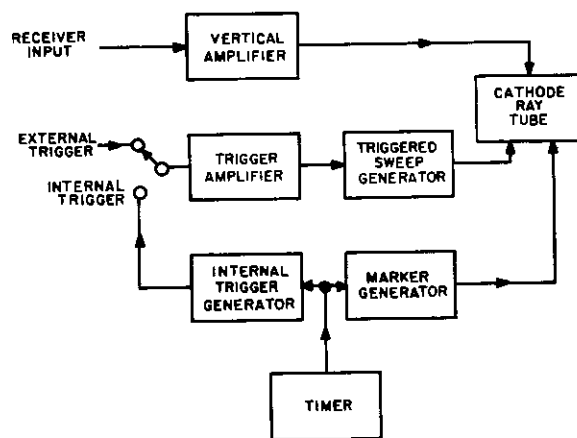 RECEIVER
INPUT
VERTICAL
AMPLIFIER
CATHODE
RAY
TUBE
EXTERNAL
TRIGGER
TRIGGER
AMPLIFIER
TRIGGERED
SWEEP
GENERATOR
INTERNAL
TRIGGER
INTERNAL
TRIGGER
GENERATOR
MARKER
GENERATOR
TIMER